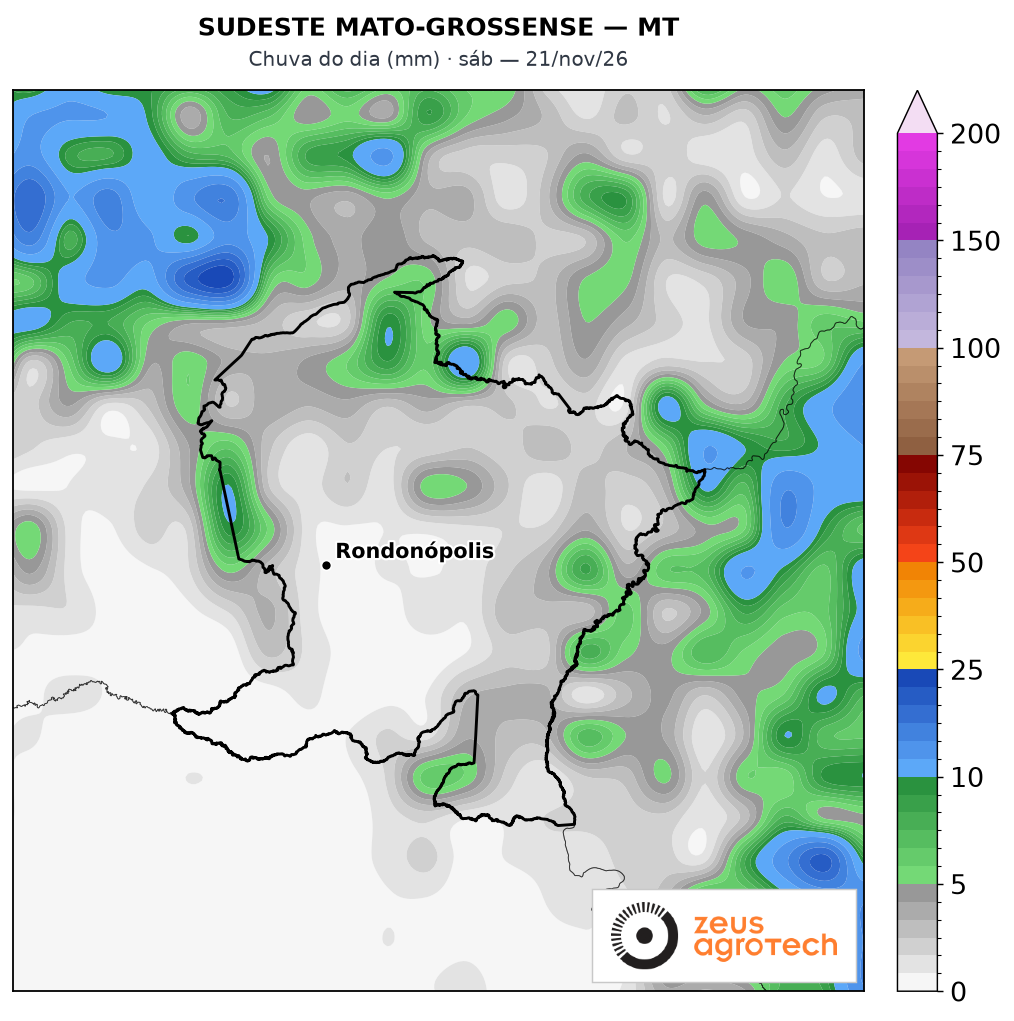 SUDESTE MATO-GROSSENSE — MT
Chuva do dia (mm) · sáb — 21/nov/26
200
150
100
75
50
25
10
5
0
Rondonópolis
zeus
agrotech